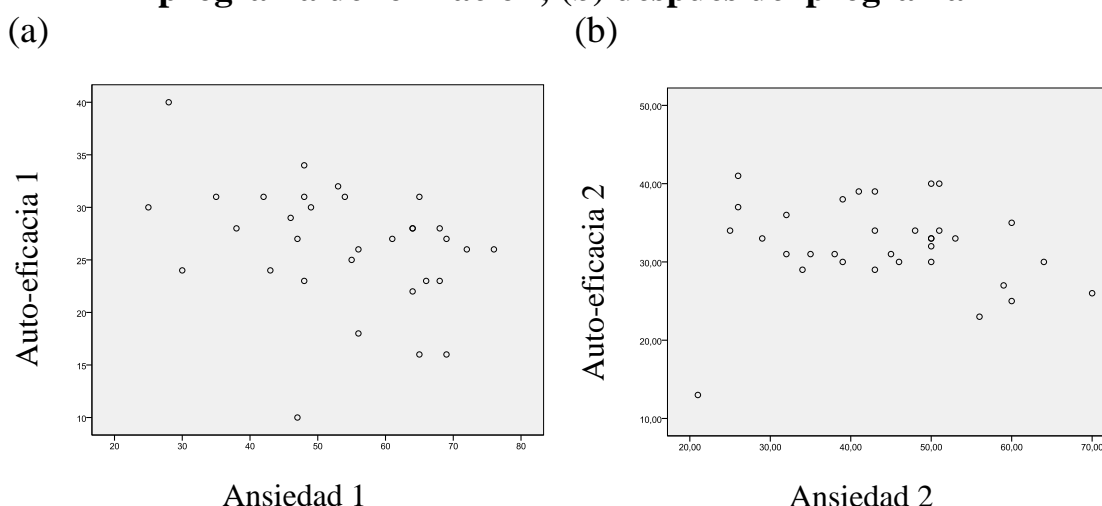 programa de formación, (b) después del programa
(a)
(b)
40
35
30
25
20
15
10
20 30 40 50 60 70 80
Auto-eficacia 1
Ansiedad 1
50,00
40,00
30,00
20,00
10,00
20,00 30,00 40,00 50,00 60,00 70,00
Auto-eficacia 2
Ansiedad 2